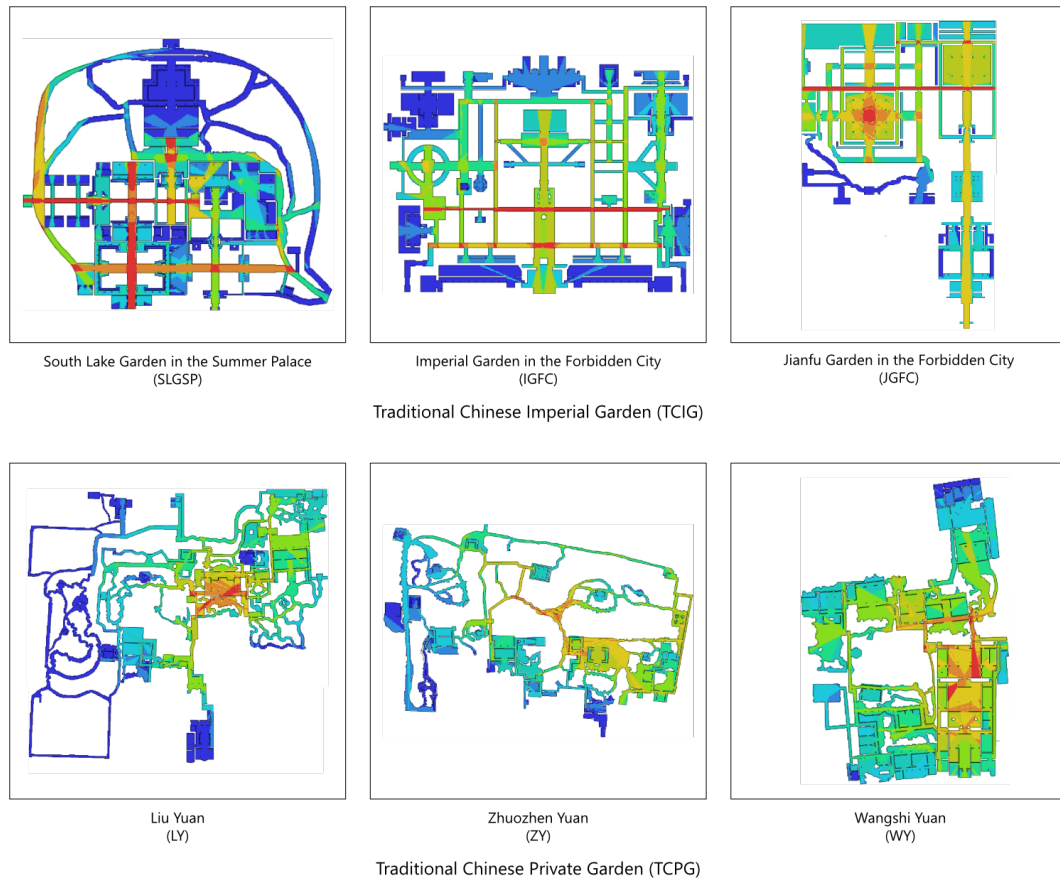 South Lake Garden in the Summer Palace
(SLGSP)
Imperial Garden in the Forbidden City
(IGFC)
Jianfu Garden in the Forbidden City
(JGFC)
Traditional Chinese Imperial Garden (TCIG)
Liu Yuan
(LY)
Zhuozhen Yuan
(ZY)
Wangshi Yuan
(WY)
Traditional Chinese Private Garden (TCPG)